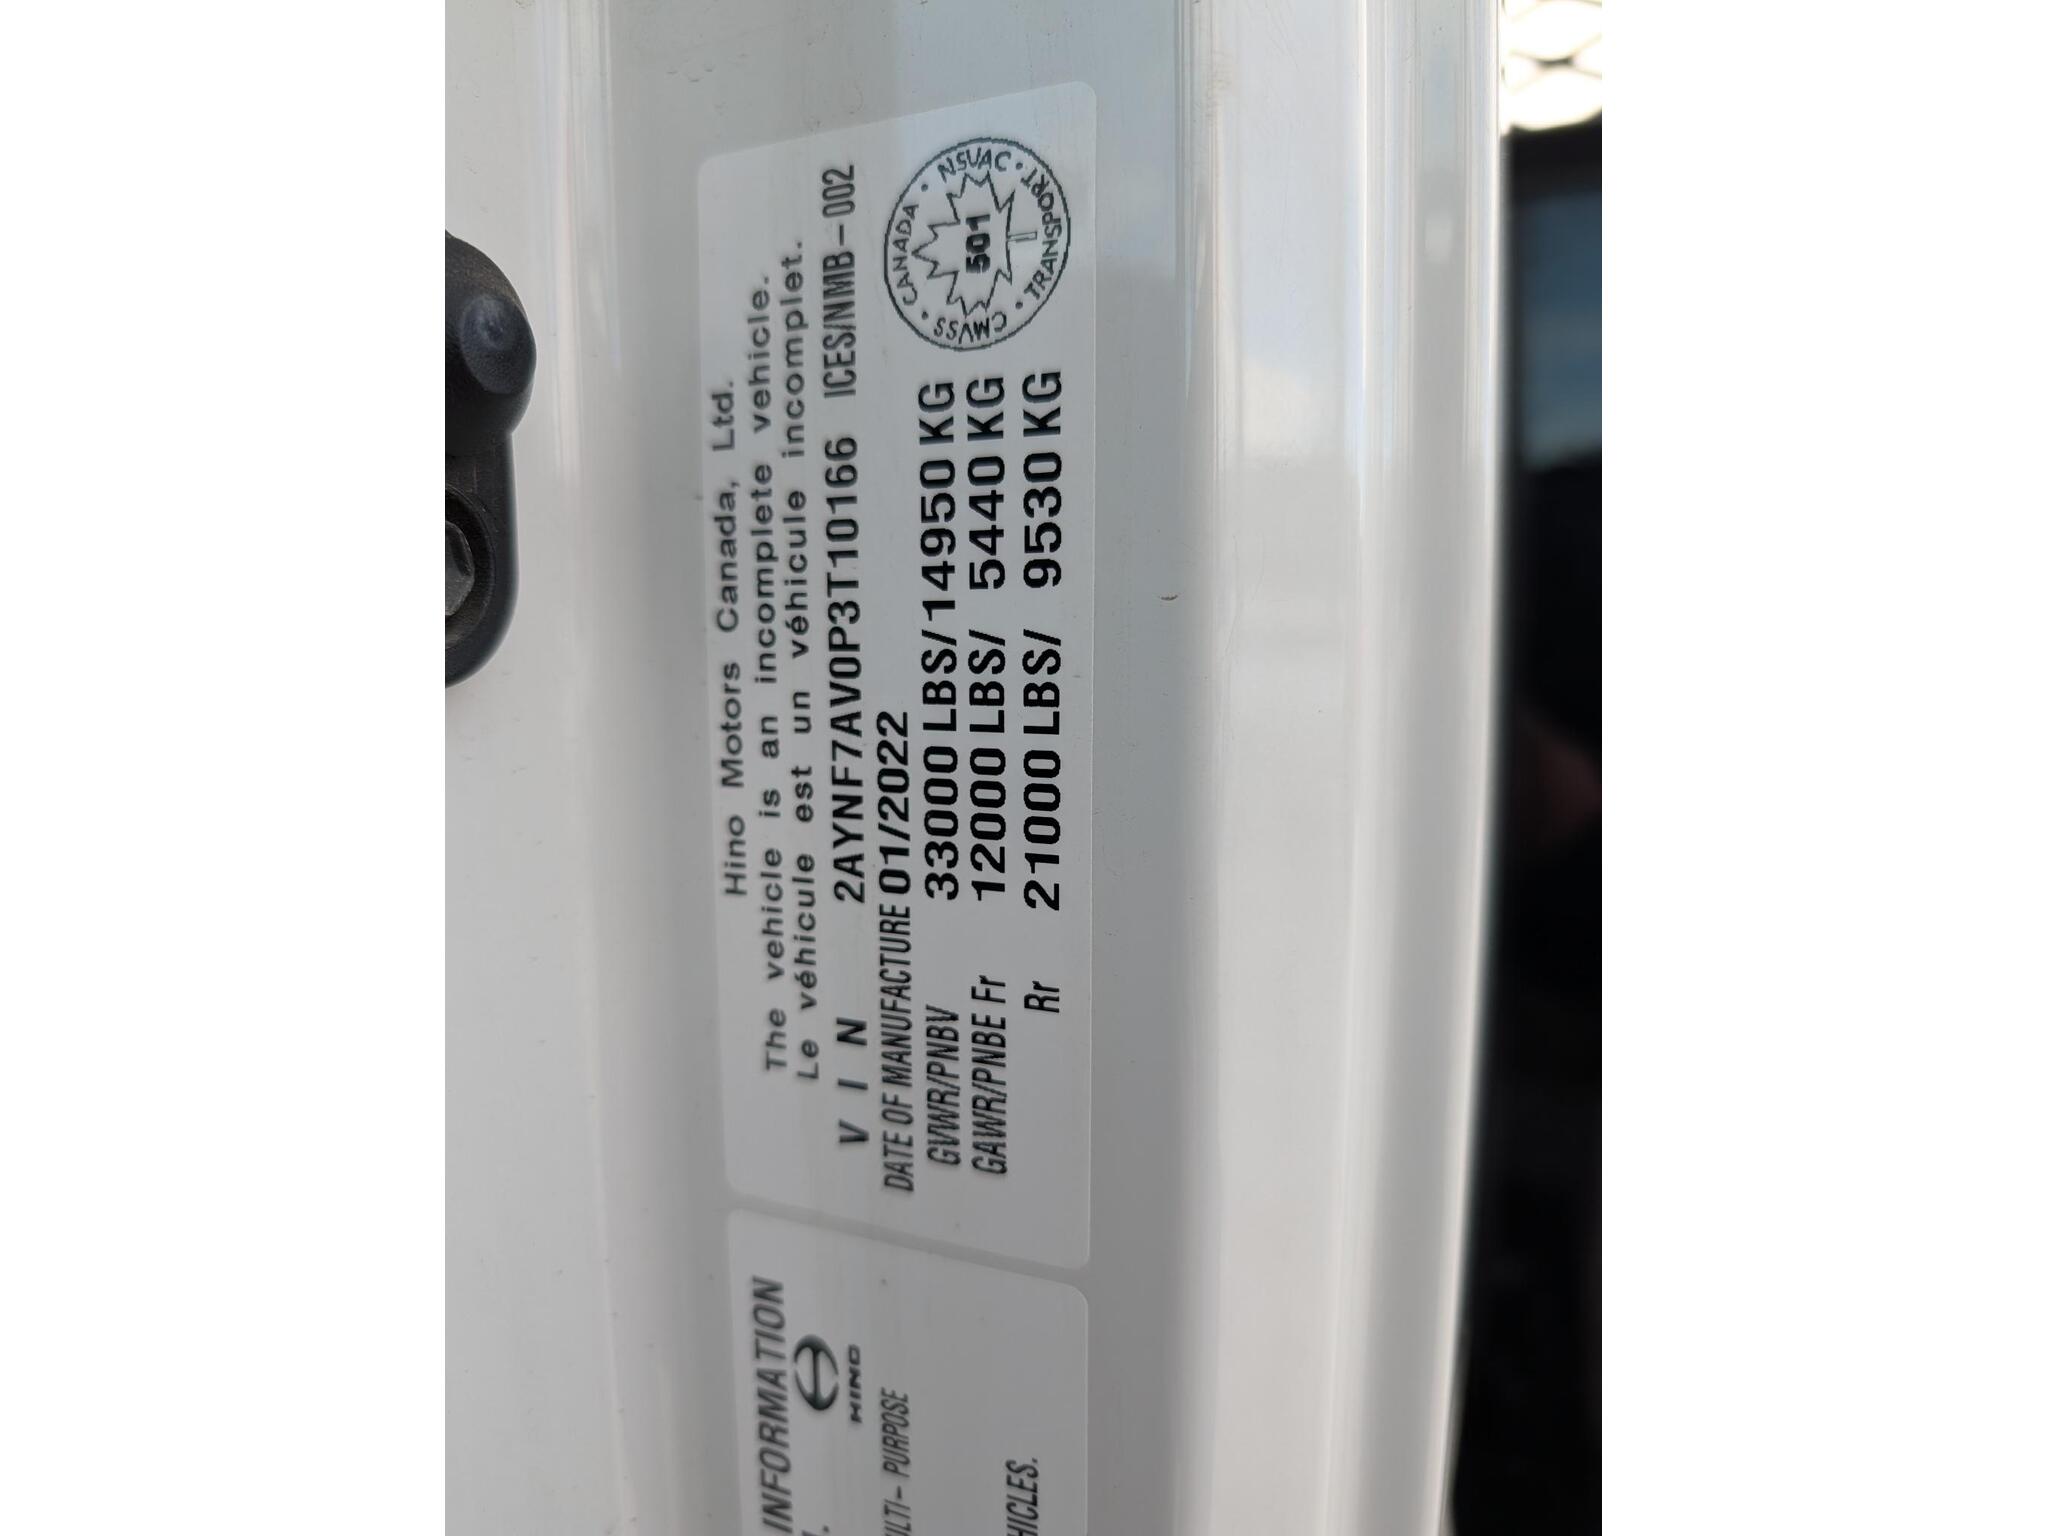 Hino Motors Canada, Ltd.
The vehicle is an incomplete vehicle.
Le véhicule est un véhicule incomplet.
VIN 2AYNF7AV0P3T10166 ICES/NMB-002
DATE OF MANUFACTURE 01/2022
GVWR/PNBV 33000 LBS/14950 KG
GAWR/PNBE Fr 12000 LBS/ 5440 KG
Rr 21000 LBS/ 9530 KG
CANADA • NSVAC • TRANSPORT • CMVSS •
501
INFORMATION
HINO
- PURPOSE